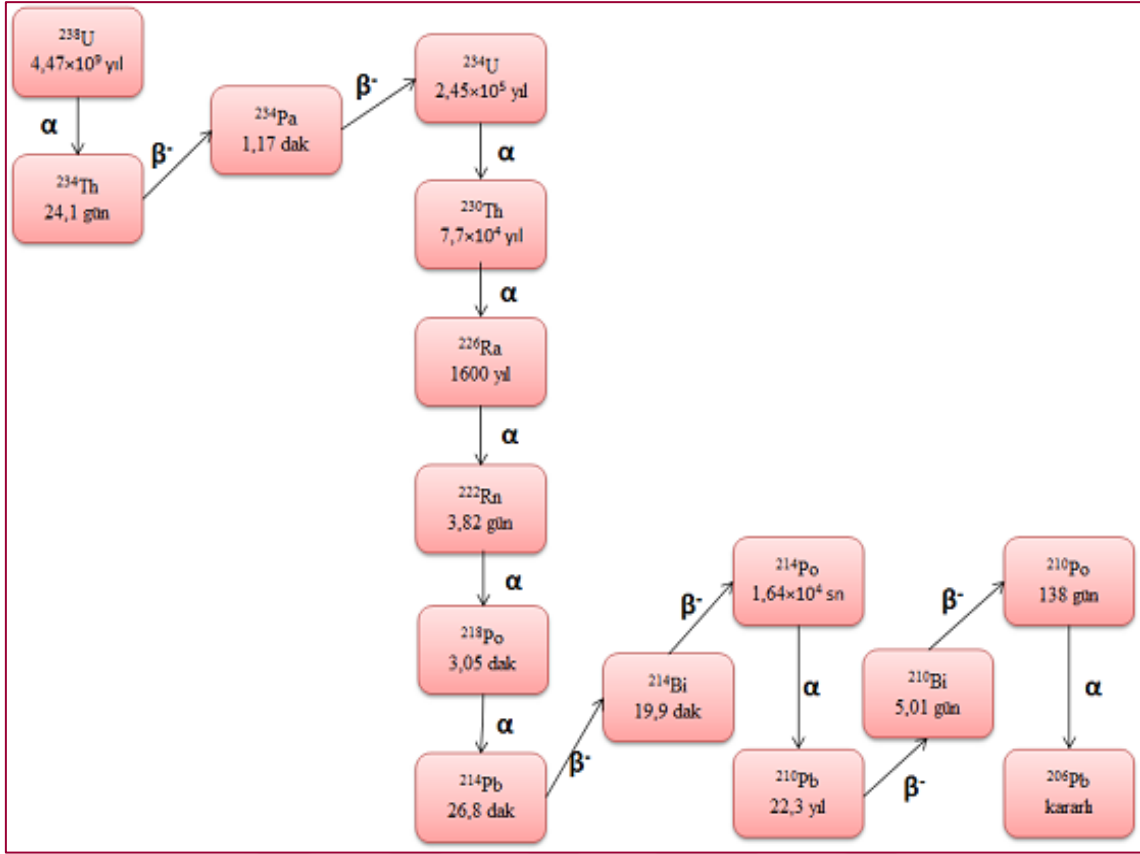 ²³⁸U
4,47×10⁹ yıl
α
²³⁴Th
24,1 gün
β⁻
²³⁴Pa
1,17 dak
β⁻
²³⁴U
2,45×10⁵ yıl
α
²³⁰Th
7,7×10⁴ yıl
α
²²⁶Ra
1600 yıl
α
²²²Rn
3,82 gün
α
²¹⁸Po
3,05 dak
α
²¹⁴Pb
26,8 dak
β⁻
²¹⁴Bi
19,9 dak
β⁻
²¹⁴Po
1,64×10⁴ sn
α
²¹⁰Pb
22,3 yıl
β⁻
²¹⁰Bi
5,01 gün
β⁻
²¹⁰Po
138 gün
α
²⁰⁶Pb
kararlı